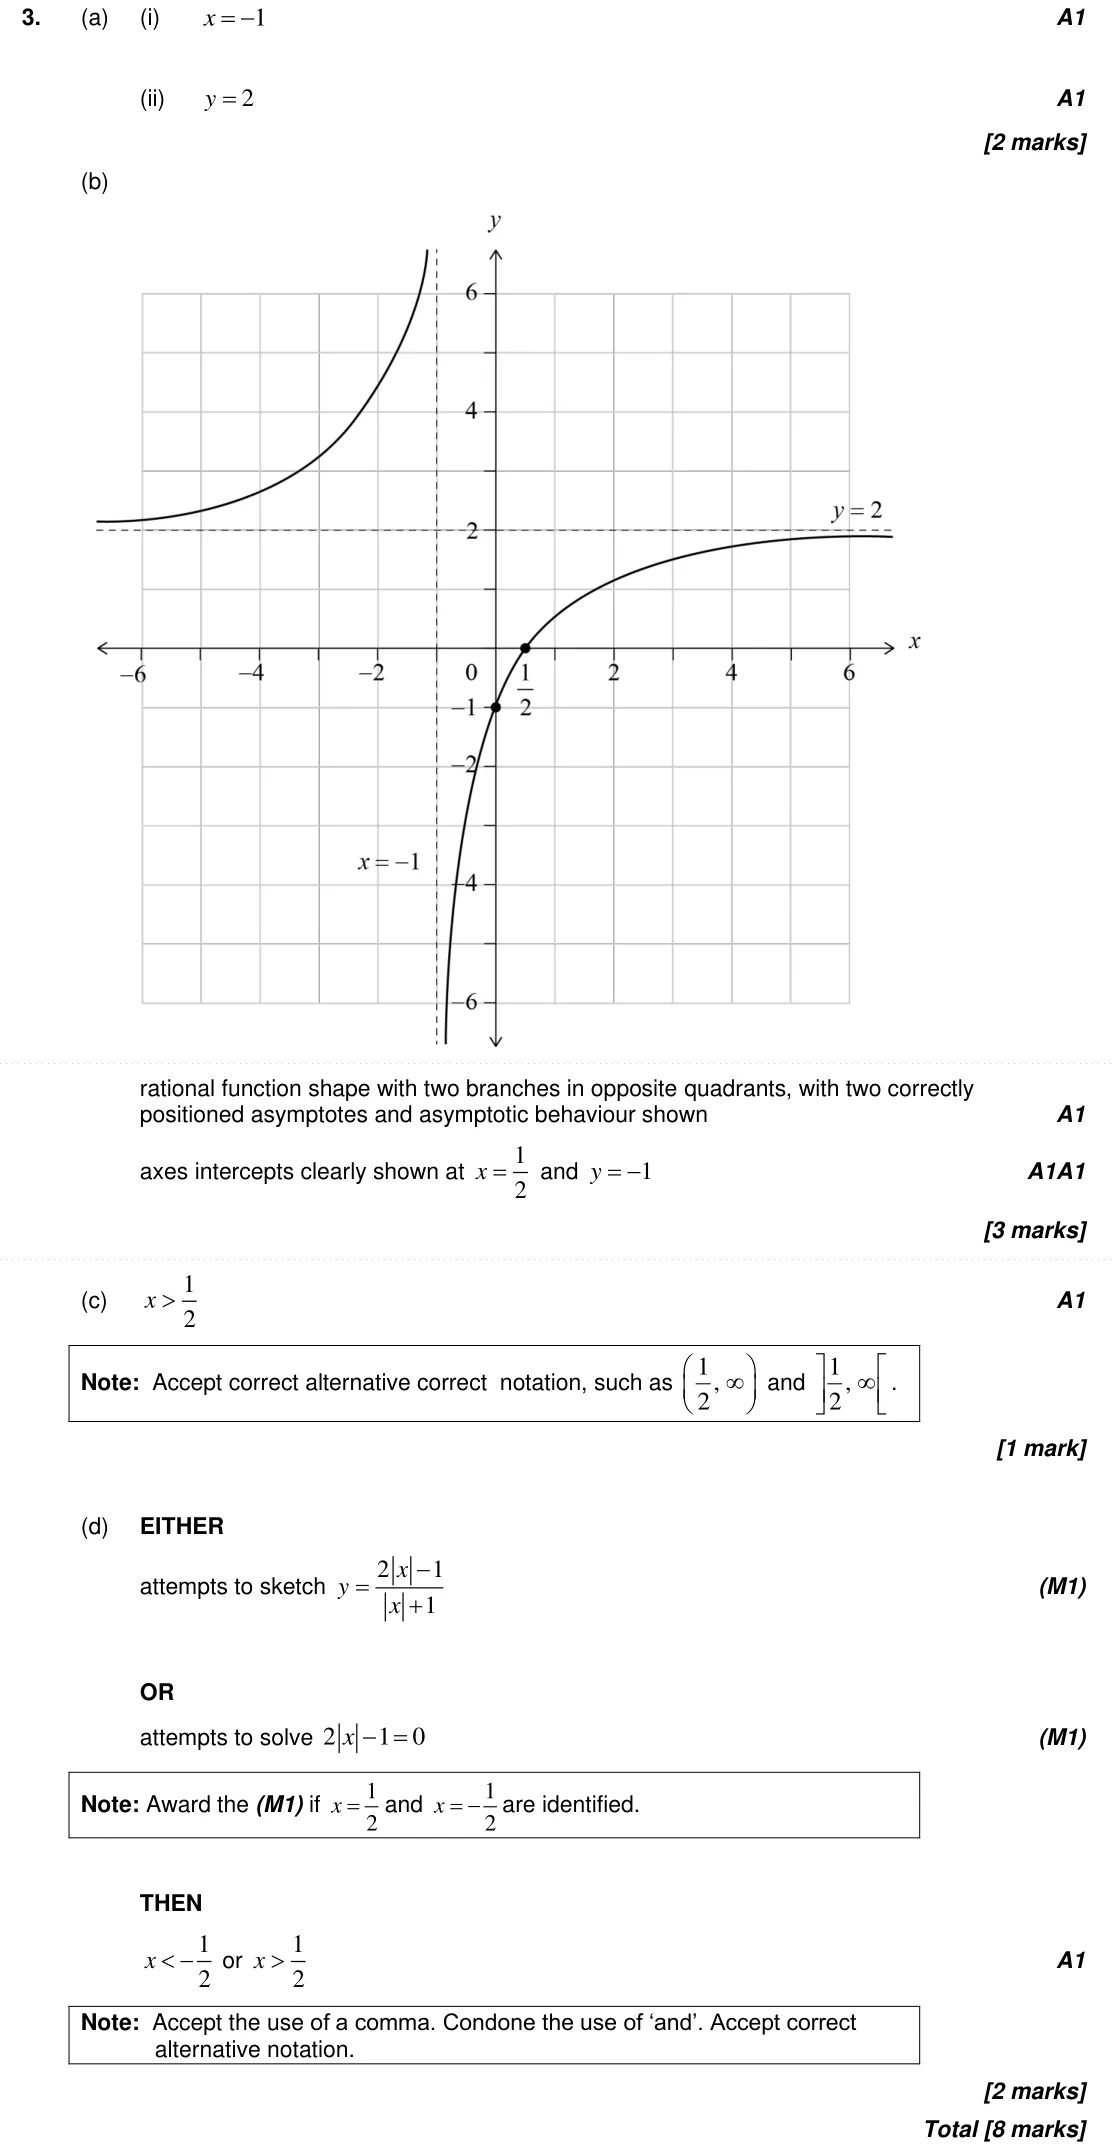 3. (a) (i) x = −1 A1
(ii) y = 2 A1
[2 marks]
(b)
y
6
4
y = 2
2
x
−6 −4 −2 0 1/2 2 4 6
−1
−2
x = −1
−4
−6
rational function shape with two branches in opposite quadrants, with two correctly
positioned asymptotes and asymptotic behaviour shown A1
axes intercepts clearly shown at x = 1/2 and y = −1 A1A1
[3 marks]
(c) x > 1/2 A1
Note: Accept correct alternative correct notation, such as (1/2, ∞) and ]1/2, ∞[ .
[1 mark]
(d) EITHER
attempts to sketch y = (2|x| − 1)/(|x| + 1) (M1)
OR
attempts to solve 2|x| − 1 = 0 (M1)
Note: Award the (M1) if x = 1/2 and x = −1/2 are identified.
THEN
x < −1/2 or x > 1/2 A1
Note: Accept the use of a comma. Condone the use of ‘and’. Accept correct
alternative notation.
[2 marks]
Total [8 marks]